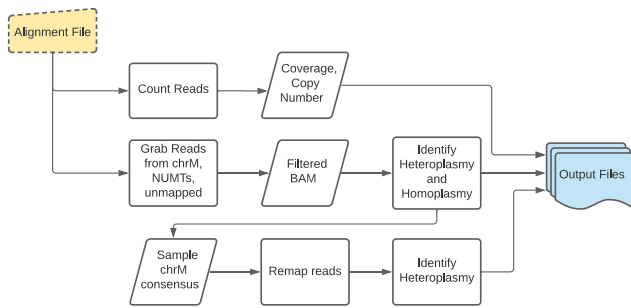 Alignment File
Count Reads
Coverage,
Copy
Number
Grab Reads
from chrM,
NUMTs,
unmapped
Filtered
BAM
Identify
Heteroplasmy
and
Homoplasmy
Output Files
Sample
chrM
consensus
Remap reads
Identify
Heteroplasmy